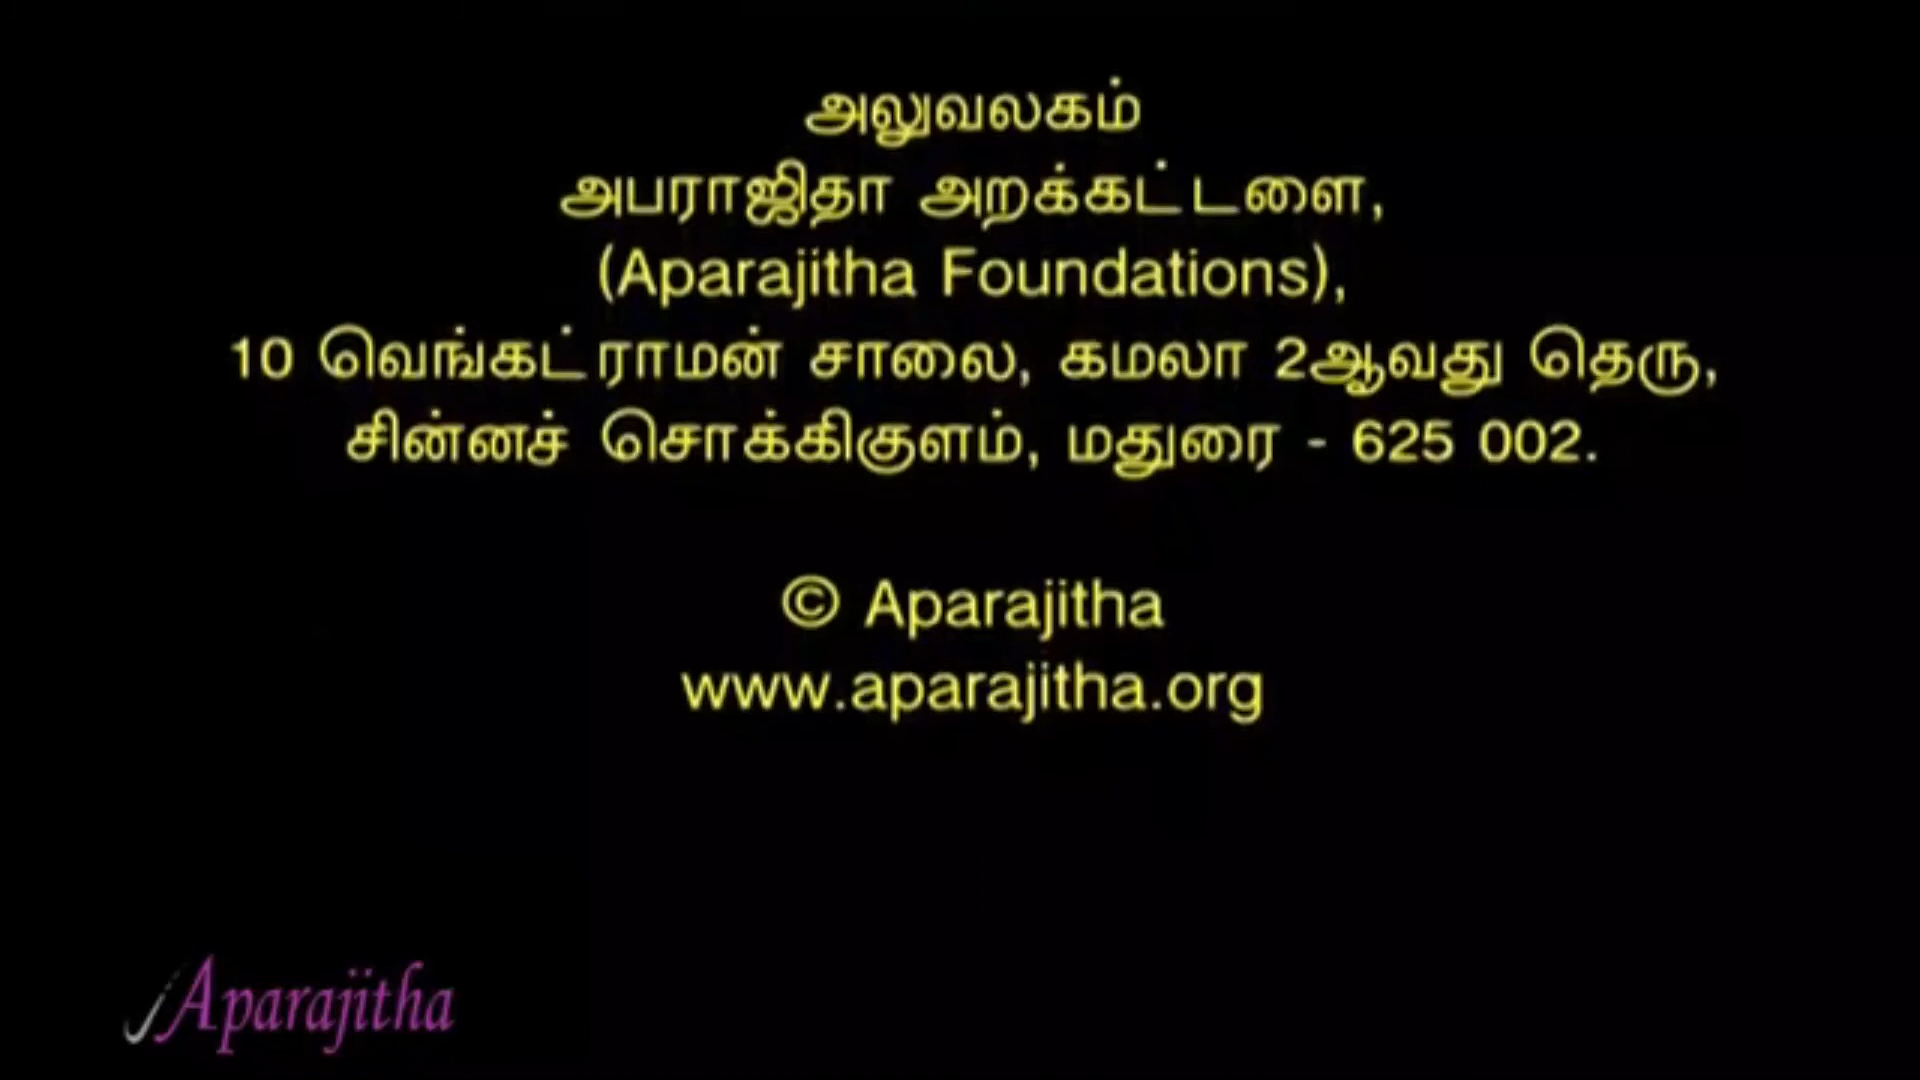 அலுவலகம்
அபராஜிதா அறக்கட்டளை,
(Aparajitha Foundations),
10 வெங்கட்ராமன் சாலை, கமலா 2ஆவது தெரு,
சின்னச் சொக்கிகுளம், மதுரை - 625 002.
© Aparajitha
www.aparajitha.org
Aparajitha